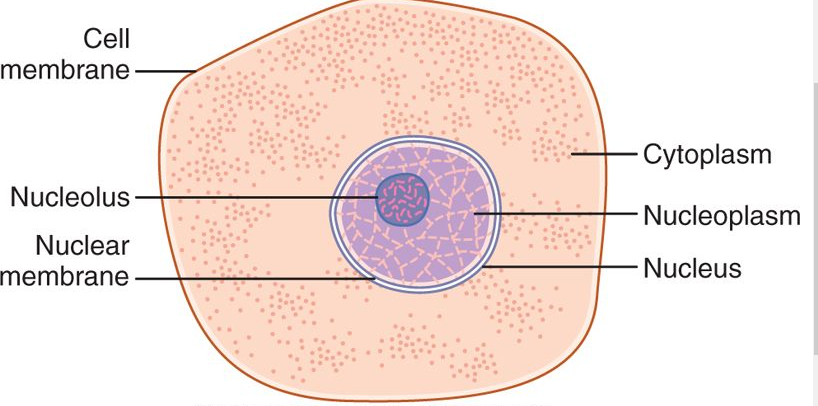 Cell
membrane
Nucleolus
Nuclear
membrane
Cytoplasm
Nucleoplasm
Nucleus